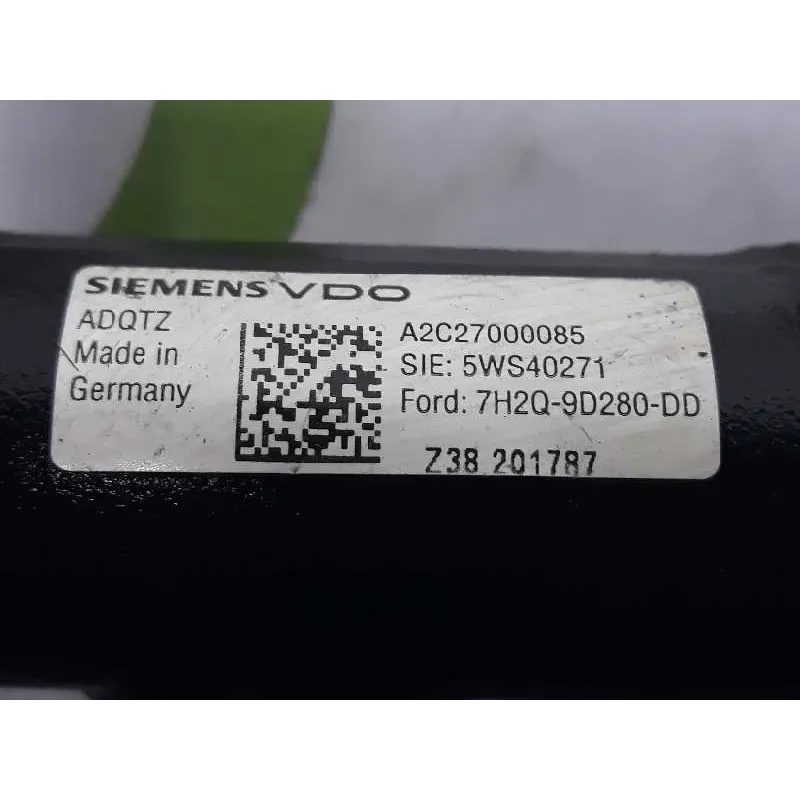 SIEMENS VDO
ADQTZ
Made in
Germany
A2C27000085
SIE: 5WS40271
Ford: 7H2Q-9D280-DD
Z38 201787